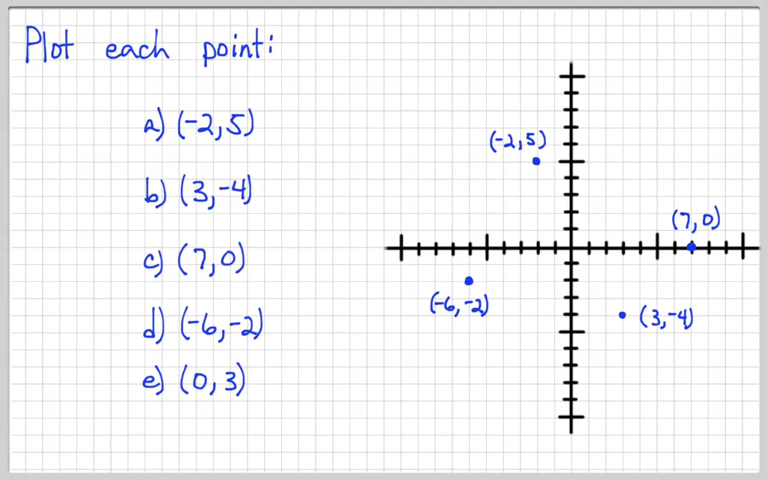 Plot each point:
a) (-2,5)
b) (3,-4)
c) (7,0)
d) (-6,-2)
e) (0,3)
(-2,5)
(7,0)
(-6,-2)
(3,-4)